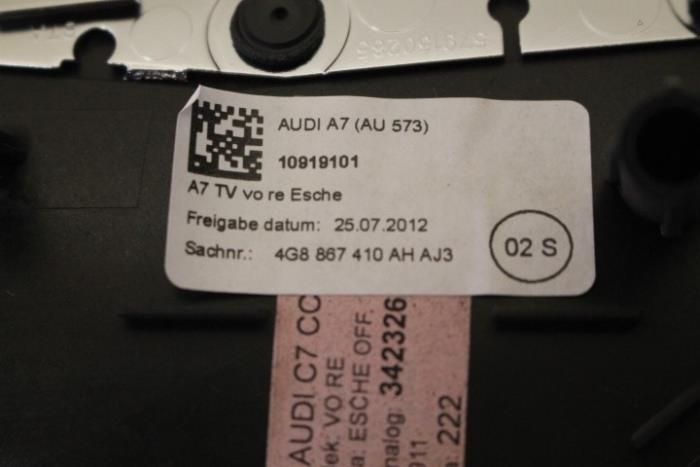 AUDI A7 (AU 573)
10919101
A7 TV vo re Esche
Freigabe datum: 25.07.2012
Sachnr.: 4G8 867 410 AH AJ3
02 S
AUDI C7 CC
VO RE
ESCHE OFF.
342326
222